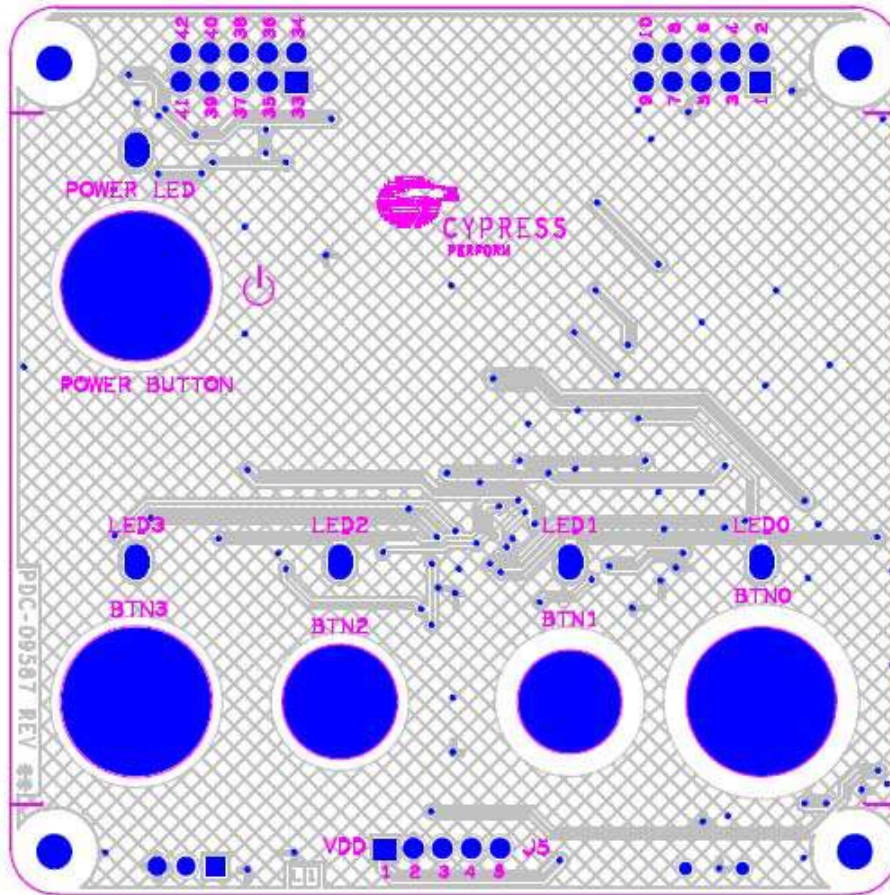 42 40 38 36 34
10 8 6 4 2
41 39 37 35 33
9 7 5 3 1
POWER LED
CYPRESS
PERFORM
POWER BUTTON
LED3 LED2 LED1 LED0
BTN3 BTN2 BTN1 BTN0
PDC-09587 REV **
VDD J5
1 2 3 4 5